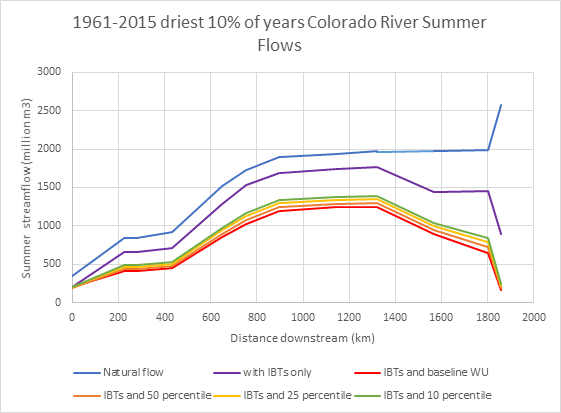 1961-2015 driest 10% of years Colorado River Summer
Flows
3000
2500
2000
1500
1000
500
0
Summer streamflow (million m3)
0 200 400 600 800 1000 1200 1400 1600 1800 2000
Distance downstream (km)
Natural flow with IBTs only IBTs and baseline WU
IBTs and 50 percentile IBTs and 25 percentile IBTs and 10 percentile